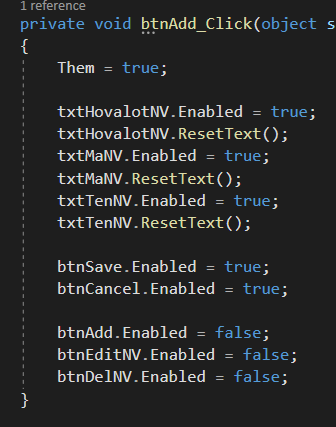 1 reference
private void btnAdd_Click(object s
{
Them = true;
txtHovalotNV.Enabled = true;
txtHovalotNV.ResetText();
txtMaNV.Enabled = true;
txtMaNV.ResetText();
txtTenNV.Enabled = true;
txtTenNV.ResetText();
btnSave.Enabled = true;
btnCancel.Enabled = true;
btnAdd.Enabled = false;
btnEditNV.Enabled = false;
btnDelNV.Enabled = false;
}